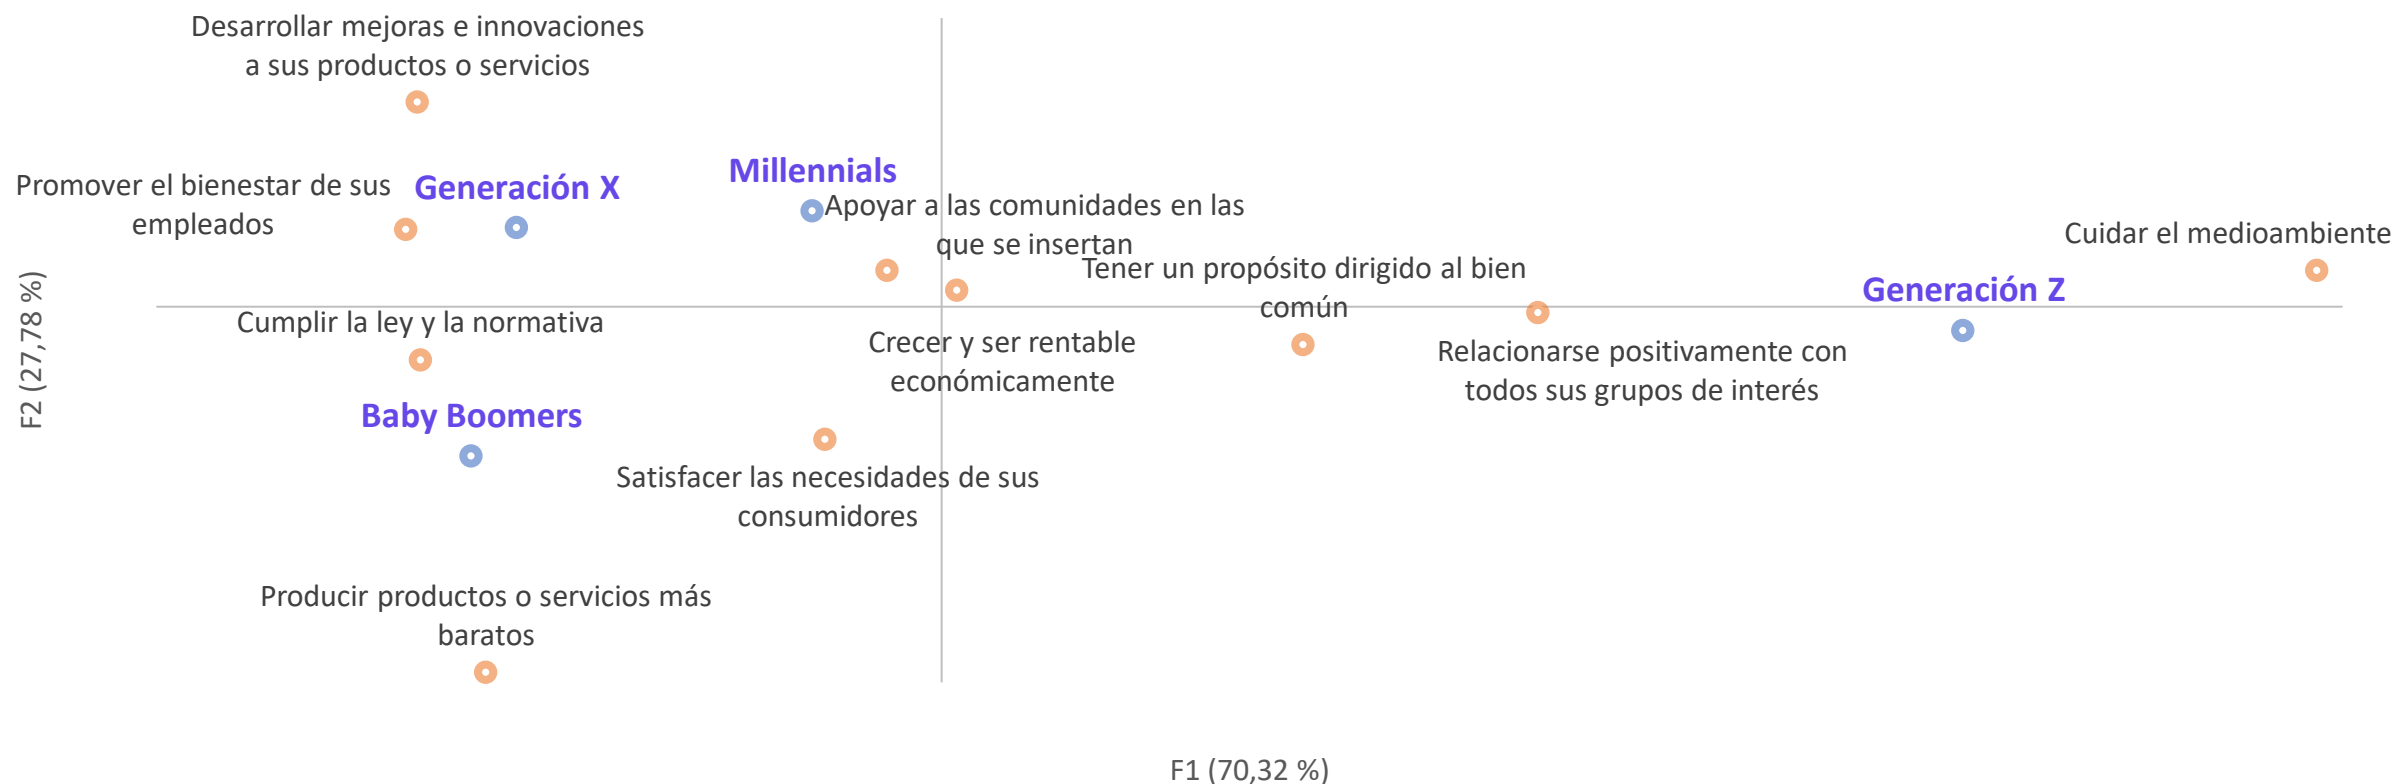 Desarrollar mejoras e innovaciones
a sus productos o servicios
Promover el bienestar de sus
empleados
Generación X
Millennials
Apoyar a las comunidades en las
que se insertan
Tener un propósito dirigido al bien
común
Cuidar el medioambiente
Generación Z
Cumplir la ley y la normativa
Crecer y ser rentable
económicamente
Relacionarse positivamente con
todos sus grupos de interés
Baby Boomers
Satisfacer las necesidades de sus
consumidores
Producir productos o servicios más
baratos
F2 (27,78 %)
F1 (70,32 %)